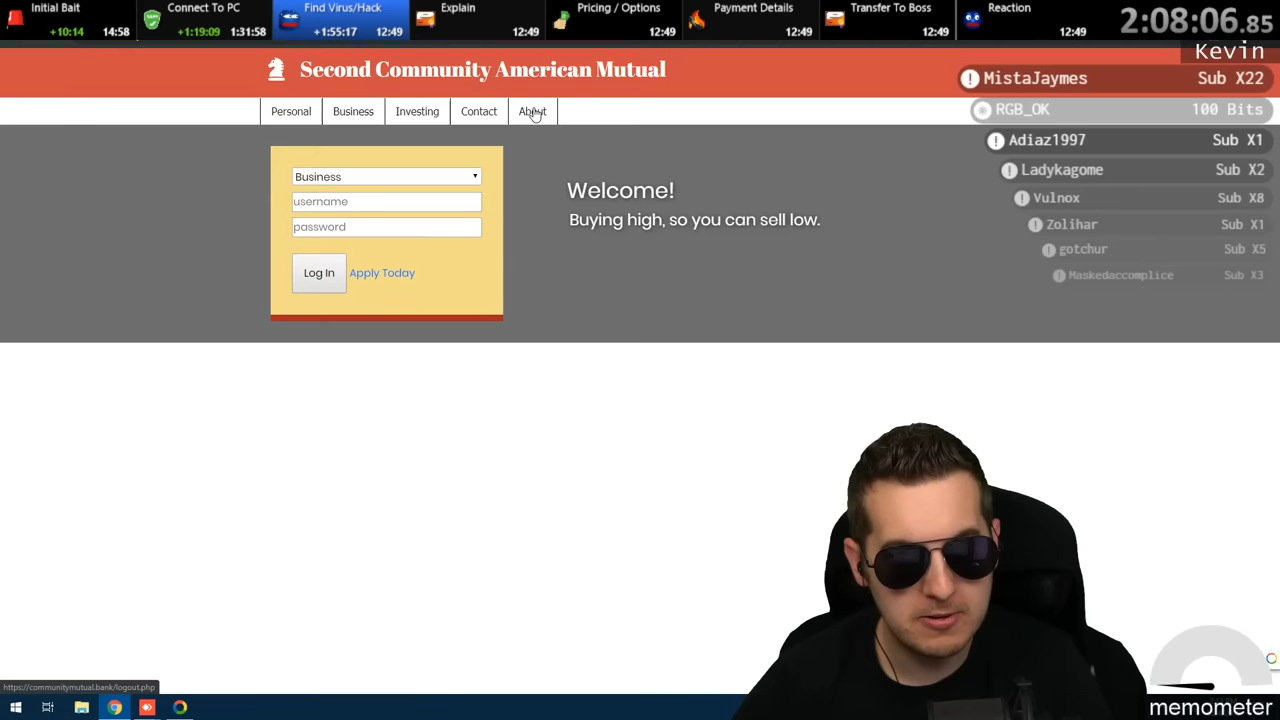 Initial Bait
+10:14 14:58
Connect To PC
+1:19:09 1:31:58
Find Virus/Hack
+1:55:17 12:49
Explain
12:49
Pricing / Options
12:49
Payment Details
12:49
Transfer To Boss
12:49
Reaction
12:49
2:08:06.85
Kevin
Second Community American Mutual
MistaJaymes Sub X22
RGB_OK 100 Bits
Adiaz1997 Sub X1
Ladykagome Sub X2
Vulnox Sub X8
Zolihar Sub X1
gotchur Sub X5
Maskedaccomplice Sub X3
Personal Business Investing Contact About
Business
username
password
Log In Apply Today
Welcome!
Buying high, so you can sell low.
https://communitymutual.bank/logout.php
memometer